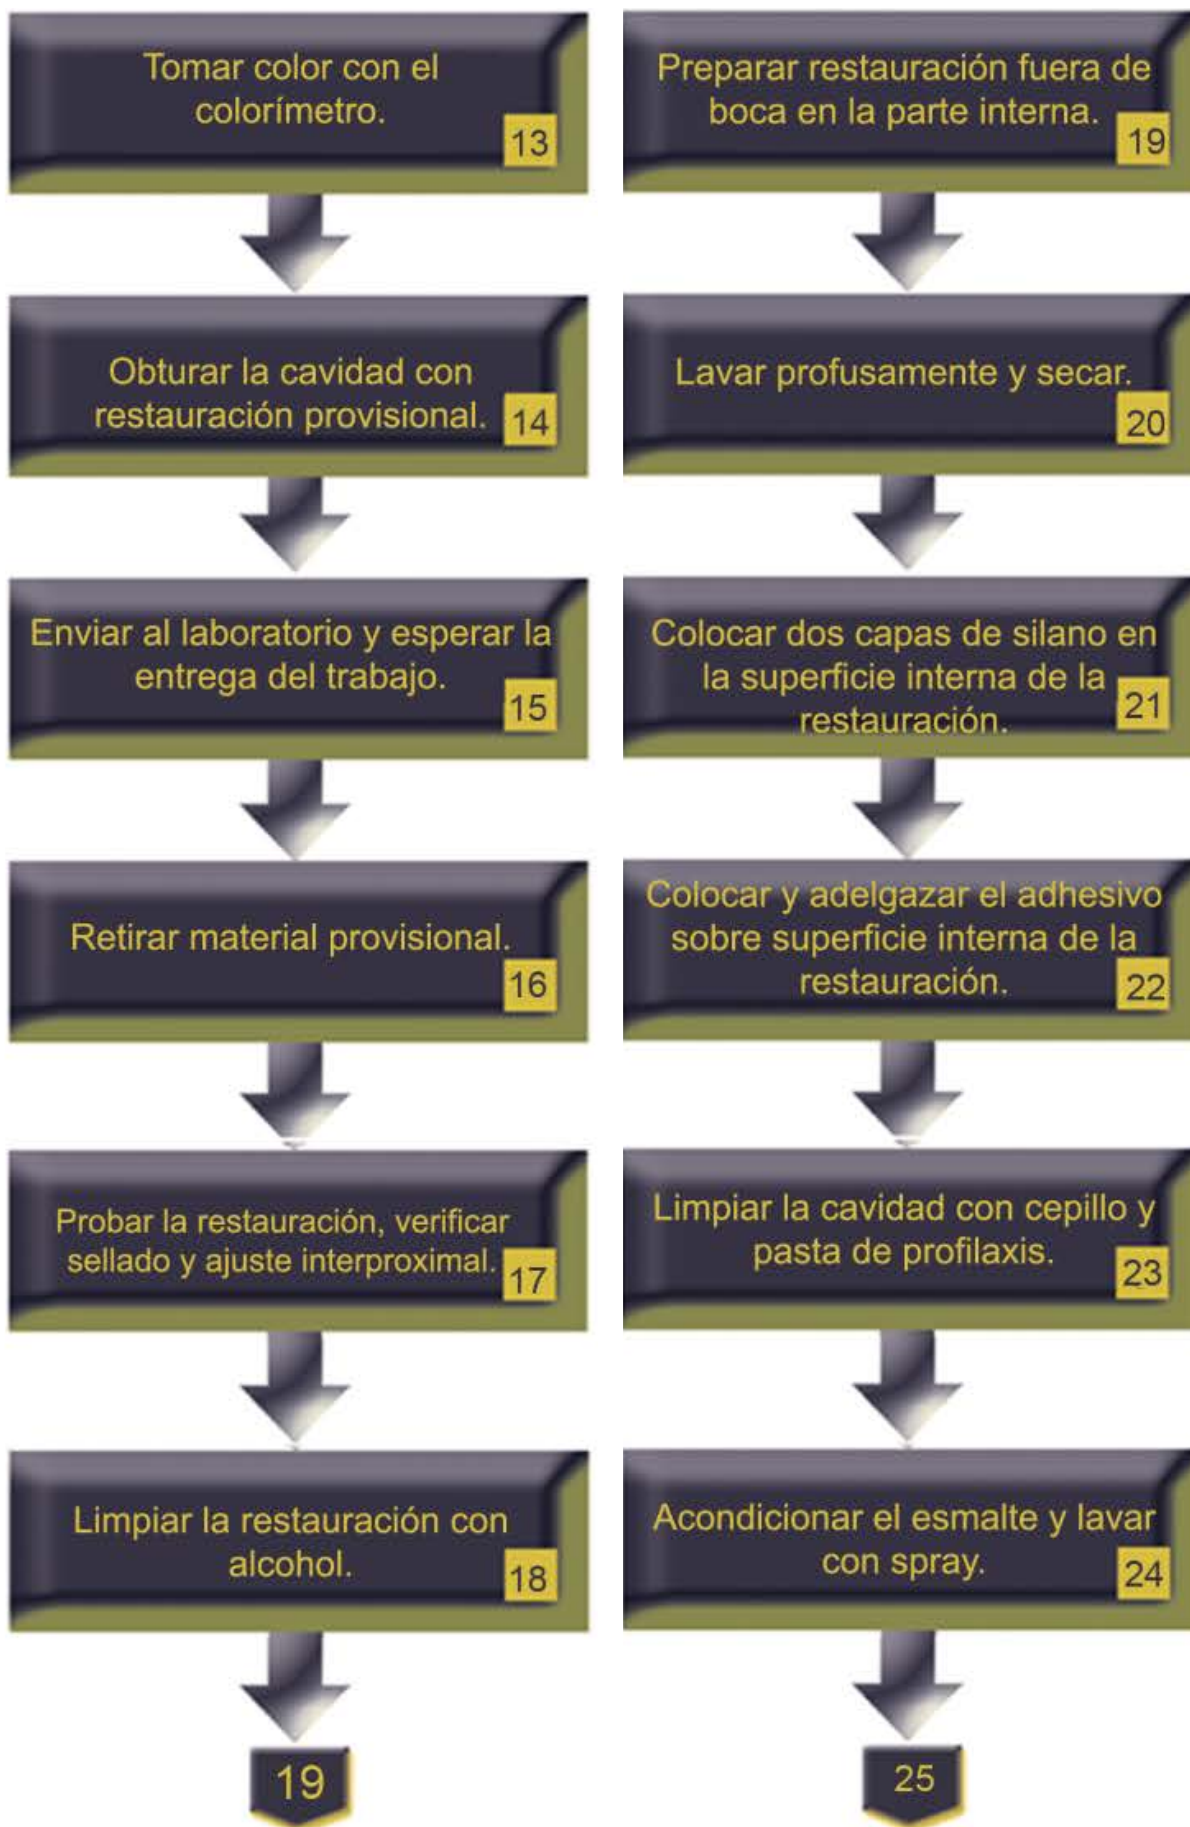 Tomar color con el
colorímetro.
13
Obturar la cavidad con
restauración provisional.
14
Enviar al laboratorio y esperar la
entrega del trabajo.
15
Retirar material provisional.
16
Probar la restauración, verificar
sellado y ajuste interproximal.
17
Limpiar la restauración con
alcohol.
18
19
Preparar restauración fuera de
boca en la parte interna.
19
Lavar profusamente y secar.
20
Colocar dos capas de silano en
la superficie interna de la
restauración.
21
Colocar y adelgazar el adhesivo
sobre superficie interna de la
restauración.
22
Limpiar la cavidad con cepillo y
pasta de profilaxis.
23
Acondicionar el esmalte y lavar
con spray.
24
25